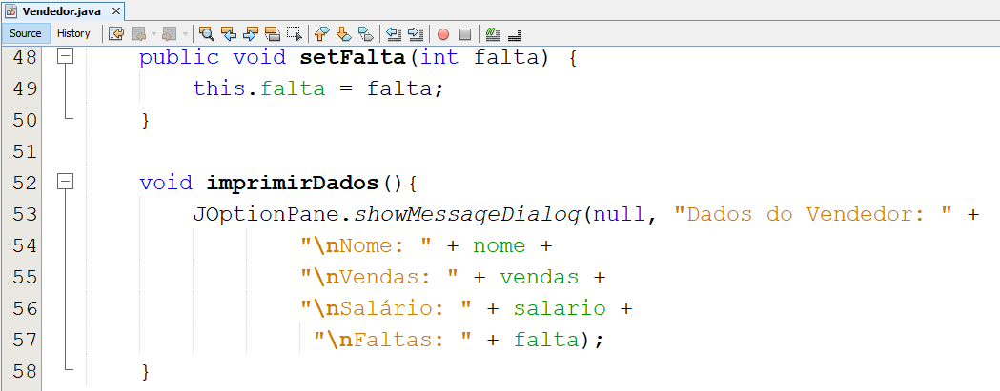 Vendedor.java
Source History
48 public void setFalta(int falta) {
49 this.falta = falta;
50 }
51
52 void imprimirDados(){
53 JOptionPane.showMessageDialog(null, "Dados do Vendedor: " +
54 "\nNome: " + nome +
55 "\nVendas: " + vendas +
56 "\nSalário: " + salario +
57 "\nFaltas: " + falta);
58 }